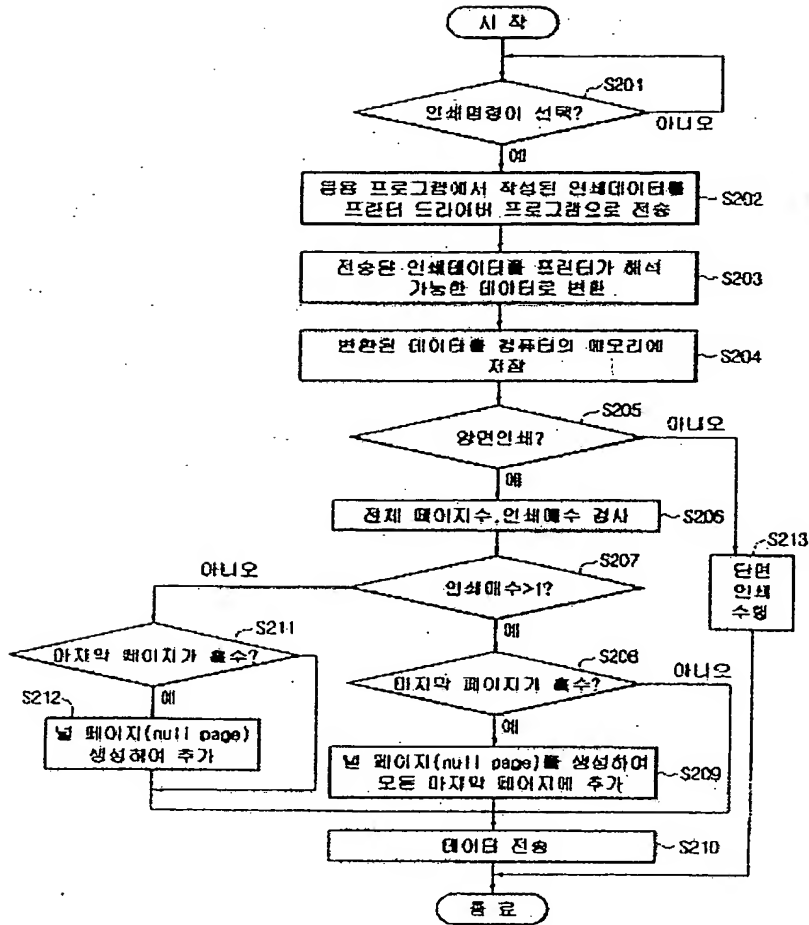 시 작
S201
인쇄명령이 선택?
아니오
예
응용 프로그램에서 작성된 인쇄데이터를
프린터 드라이버 프로그램으로 전송
S202
전송된 인쇄데이터를 프린터가 해석
가능한 데이터로 변환
S203
변환된 데이터를 컴퓨터의 메모리에
저장
S204
S205
양면인쇄?
아니오
예
전체 페이지수,인쇄매수 검사
S206
S213
단면
인쇄
수행
S207
아니오
인쇄매수>1?
예
S211
마지막 페이지가 홀수?
S208
마지막 페이지가 홀수?
아니오
S212
예
널 페이지(null page)
생성하여 추가
예
널 페이지(null page)를 생성하여
모든 마지막 페이지에 추가
S209
데이터 전송
S210
종 료